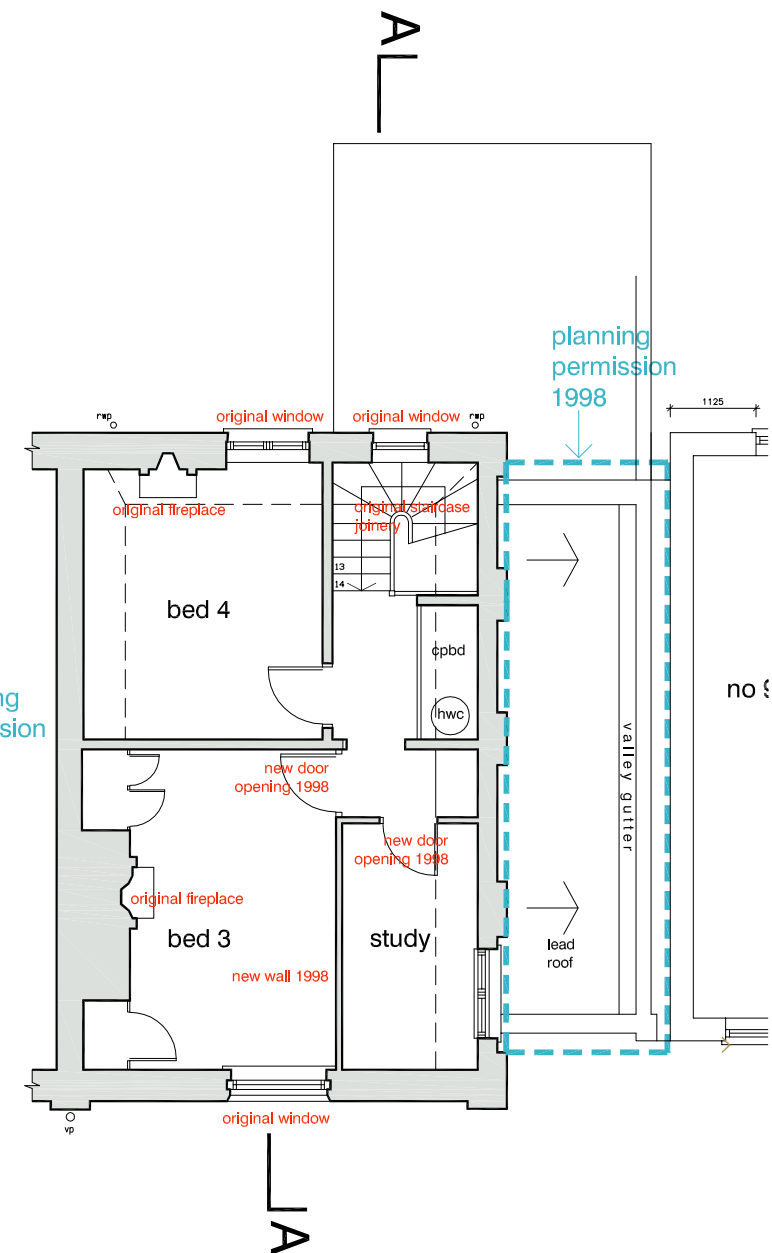 A
planning
permission
1998
1125
rwp
original window
original window
rwp
original fireplace
original staircase
joinery
13
14
bed 4
cpbd
hwc
no 9
ng
sion
valley gutter
new door
opening 1998
new door
opening 1998
original fireplace
bed 3
study
lead
roof
new wall 1998
original window
vp
A